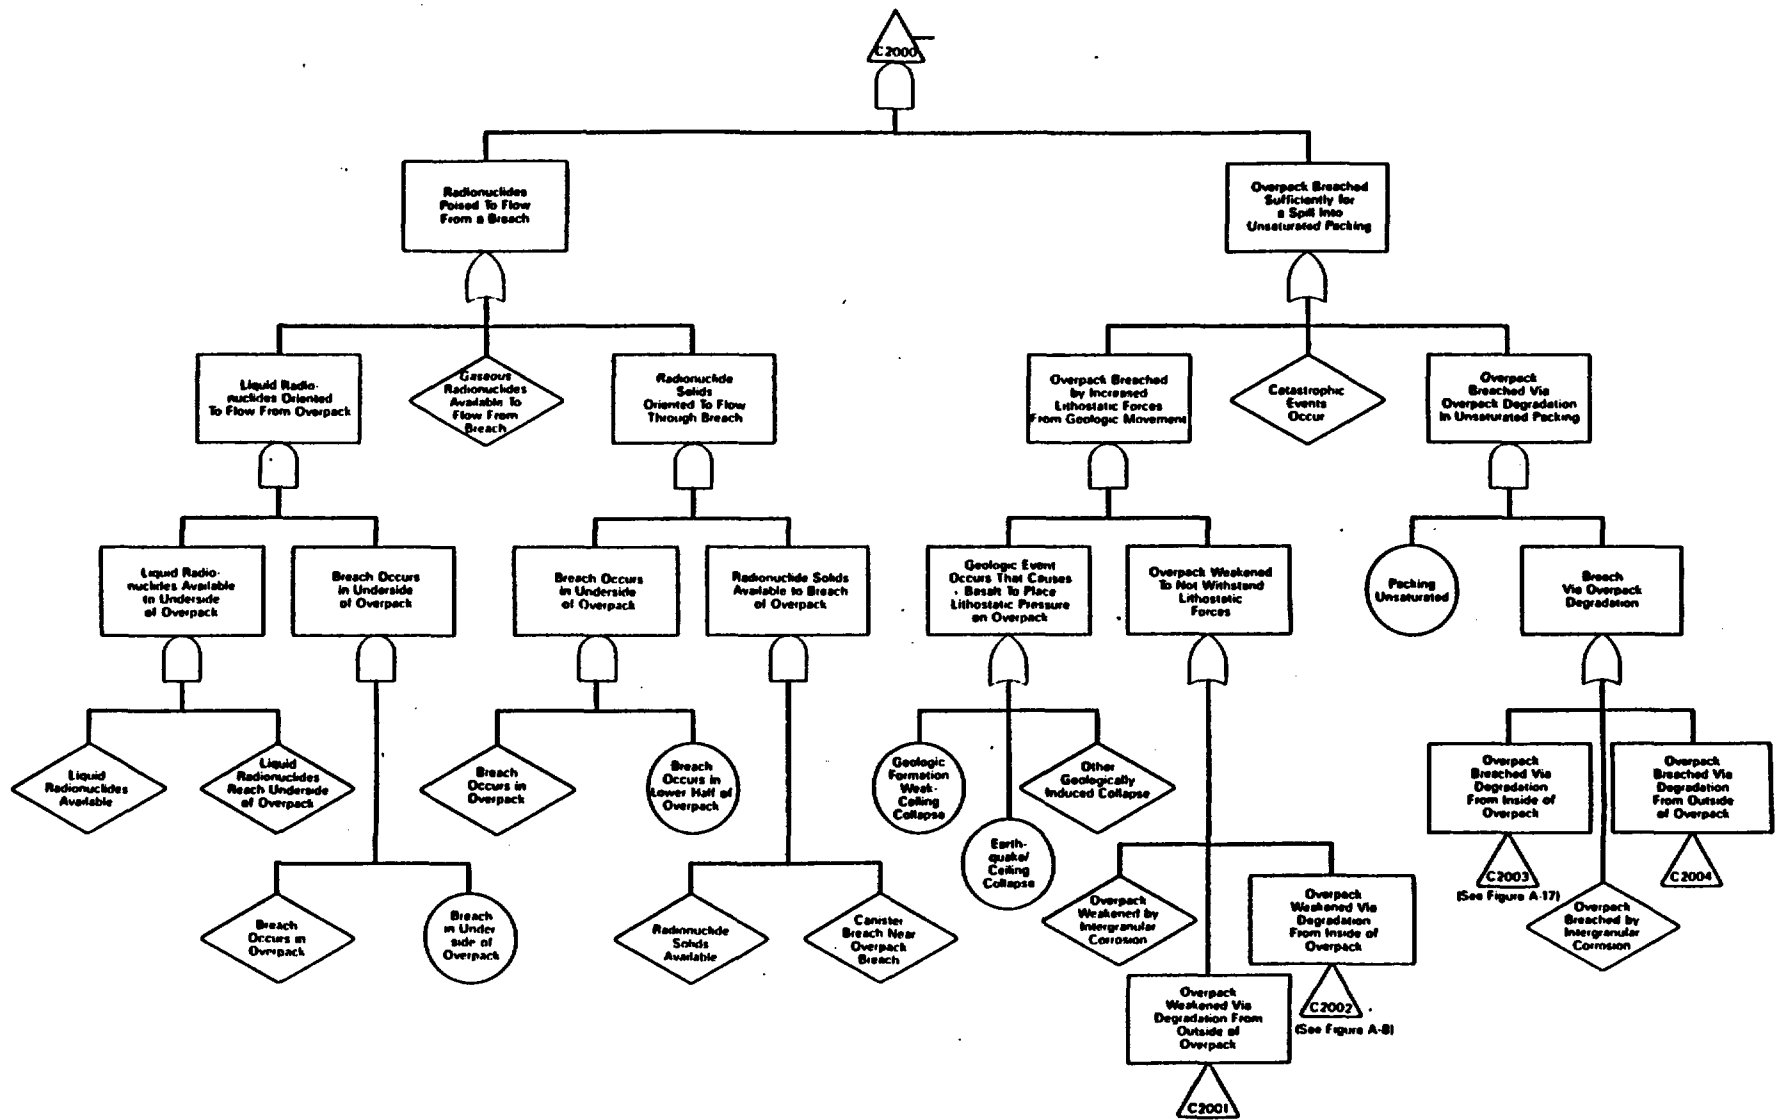 C2000
Radionuclides
Poised To Flow
From a Breach
Overpack Breached
Sufficiently for
a Spill Into
Unsaturated Packing
Liquid Radio-
nuclides Oriented
To Flow From Overpack
Gaseous
Radionuclides
Available To
Flow From
Breach
Radionuclide
Solids
Oriented To Flow
Through Breach
Overpack Breached
by Increased
Lithostatic Forces
From Geologic Movement
Catastrophic
Events
Occur
Overpack
Breached Via
Overpack Degradation
In Unsaturated Packing
Liquid Radio-
nuclides Available
to Underside
of Overpack
Breach Occurs
in Underside
of Overpack
Breach Occurs
in Underside
of Overpack
Radionuclide Solids
Available to Breach
of Overpack
Geologic Event
Occurs That Causes
Basalt To Place
Lithostatic Pressure
on Overpack
Overpack Weakened
To Not Withstand
Lithostatic
Forces
Packing
Unsaturated
Breach
Via Overpack
Degradation
Liquid
Radionuclides
Available
Liquid
Radionuclides
Reach Underside
of Overpack
Breach
Occurs in
Overpack
Breach
Occurs in
Lower Half of
Overpack
Geologic
Formation
Weak-
Ceiling
Collapse
Other
Geologically
Induced Collapse
Overpack
Breached Via
Degradation
From Inside of
Overpack
Overpack
Breached Via
Degradation
From Outside
of Overpack
Earth-
quake/
Ceiling
Collapse
C2003
(See Figure A-17)
C2004
Breach
Occurs in
Overpack
Breach
in Under
side of
Overpack
Radionuclide
Solids
Available
Canister
Breach Near
Overpack
Breach
Overpack
Weakened by
Intergranular
Corrosion
Overpack
Weakened Via
Degradation
From Inside of
Overpack
Overpack
Breached by
Intergranular
Corrosion
Overpack
Weakened Via
Degradation From
Outside of
Overpack
C2002
(See Figure A-8)
C2001